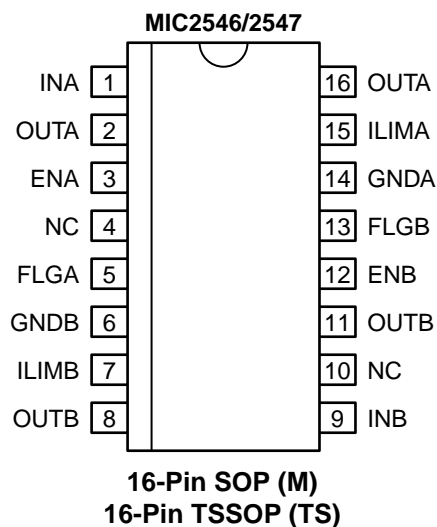 MIC2546/2547
INA 1 16 OUTA
OUTA 2 15 ILIMA
ENA 3 14 GNDA
NC 4 13 FLGB
FLGA 5 12 ENB
GNDB 6 11 OUTB
ILIMB 7 10 NC
OUTB 8 9 INB
16-Pin SOP (M)
16-Pin TSSOP (TS)